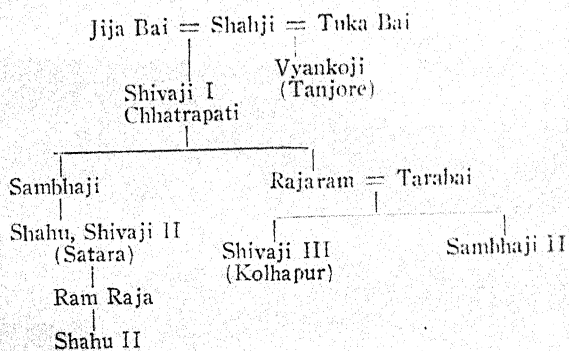 Jija Bai = Shahji = Tuka Bai
Vyankoji
(Tanjore)
Shivaji I
Chhatrapati
Sambhaji
Rajaram = Tarabai
Shahu, Shivaji II
(Satara)
Shivaji III
(Kolhapur)
Sambhaji II
Ram Raja
Shahu II